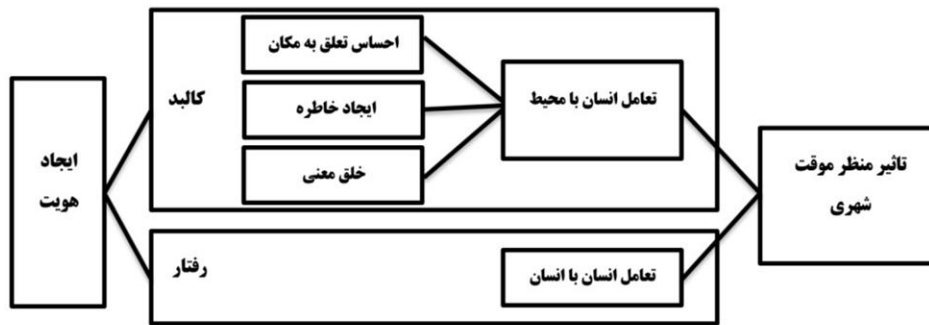 تاثیر منظر موقت
شهری
تعامل انسان با محیط
احساس تعلق به مکان
ایجاد خاطره
خلق معنی
کالبد
تعامل انسان با انسان
رفتار
ایجاد
هویت